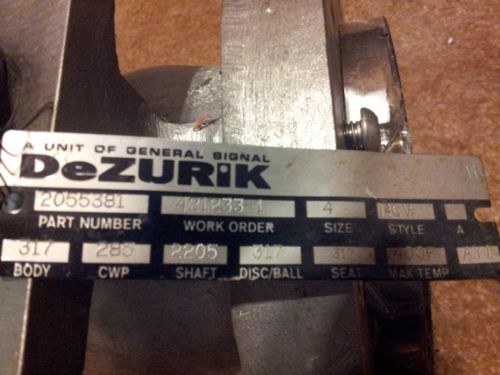 A UNIT OF GENERAL SIGNAL
DeZURIK
2055381 421233-1 4
PART NUMBER WORK ORDER SIZE STYLE A
317 285 2205 317 317
BODY CWP SHAFT DISC/BALL SEAT MAX TEMP